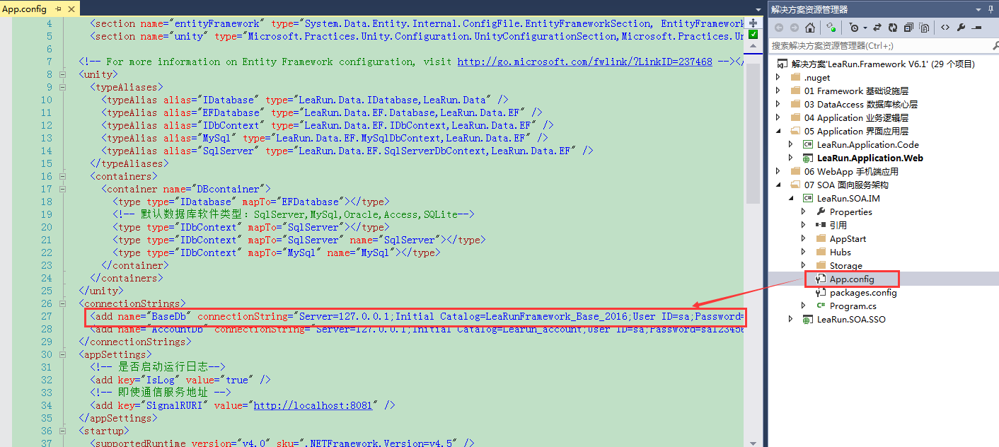 App.config
4 <section name="entityFramework" type="System.Data.Entity.Internal.ConfigFile.EntityFrameworkSection, EntityFramework
5 <section name="unity" type="Microsoft.Practices.Unity.Configuration.UnityConfigurationSection,Microsoft.Practices.Un
6
7 <!-- For more information on Entity Framework configuration, visit http://go.microsoft.com/fwlink/?LinkID=237468 --></
8 <unity>
9 <typeAliases>
10 <typeAlias alias="IDatabase" type="LeaRun.Data.IDatabase,LeaRun.Data" />
11 <typeAlias alias="EFDatabase" type="LeaRun.Data.EF.Database,LeaRun.Data.EF" />
12 <typeAlias alias="IDbContext" type="LeaRun.Data.EF.IDbContext,LeaRun.Data.EF" />
13 <typeAlias alias="MySql" type="LeaRun.Data.EF.MySqlDbContext,LeaRun.Data.EF" />
14 <typeAlias alias="SqlServer" type="LeaRun.Data.EF.SqlServerDbContext,LeaRun.Data.EF" />
15 </typeAliases>
16 <containers>
17 <container name="DBcontainer">
18 <type type="IDatabase" mapTo="EFDatabase"></type>
19 <!-- 默认数据库软件类型：SqlServer,MySql,Oracle,Access,SQLite-->
20 <type type="IDbContext" mapTo="SqlServer"></type>
21 <type type="IDbContext" mapTo="SqlServer" name="SqlServer"></type>
22 <type type="IDbContext" mapTo="MySql" name="MySql"></type>
23 </container>
24 </containers>
25 </unity>
26 <connectionStrings>
27 <add name="BaseDb" connectionString="Server=127.0.0.1;Initial Catalog=LeaRunFramework_Base_2016;User ID=sa;Password=
28 <add name="AccountDb" connectionString="Server=127.0.0.1;Initial Catalog=Learun_account;User ID=sa;Password=sa123456
29 </connectionStrings>
30 <appSettings>
31 <!-- 是否启动运行日志-->
32 <add key="IsLog" value="true" />
33 <!-- 即使通信服务地址 -->
34 <add key="SignalRURI" value="http://localhost:8081" />
35 </appSettings>
36 <startup>
37 <supportedRuntime version="v4.0" sku=".NETFramework,Version=v4.5" />
解决方案资源管理器
搜索解决方案资源管理器(Ctrl+;)
解决方案'LeaRun.Framework V6.1' (29 个项目)
.nuget
01 Framework 基础设施层
03 DataAccess 数据库核心层
04 Application 业务逻辑层
05 Application 界面应用层
LeaRun.Application.Code
LeaRun.Application.Web
06 WebApp 手机端应用
07 SOA 面向服务架构
LeaRun.SOA.IM
Properties
引用
AppStart
Hubs
Storage
App.config
packages.config
Program.cs
LeaRun.SOA.SSO